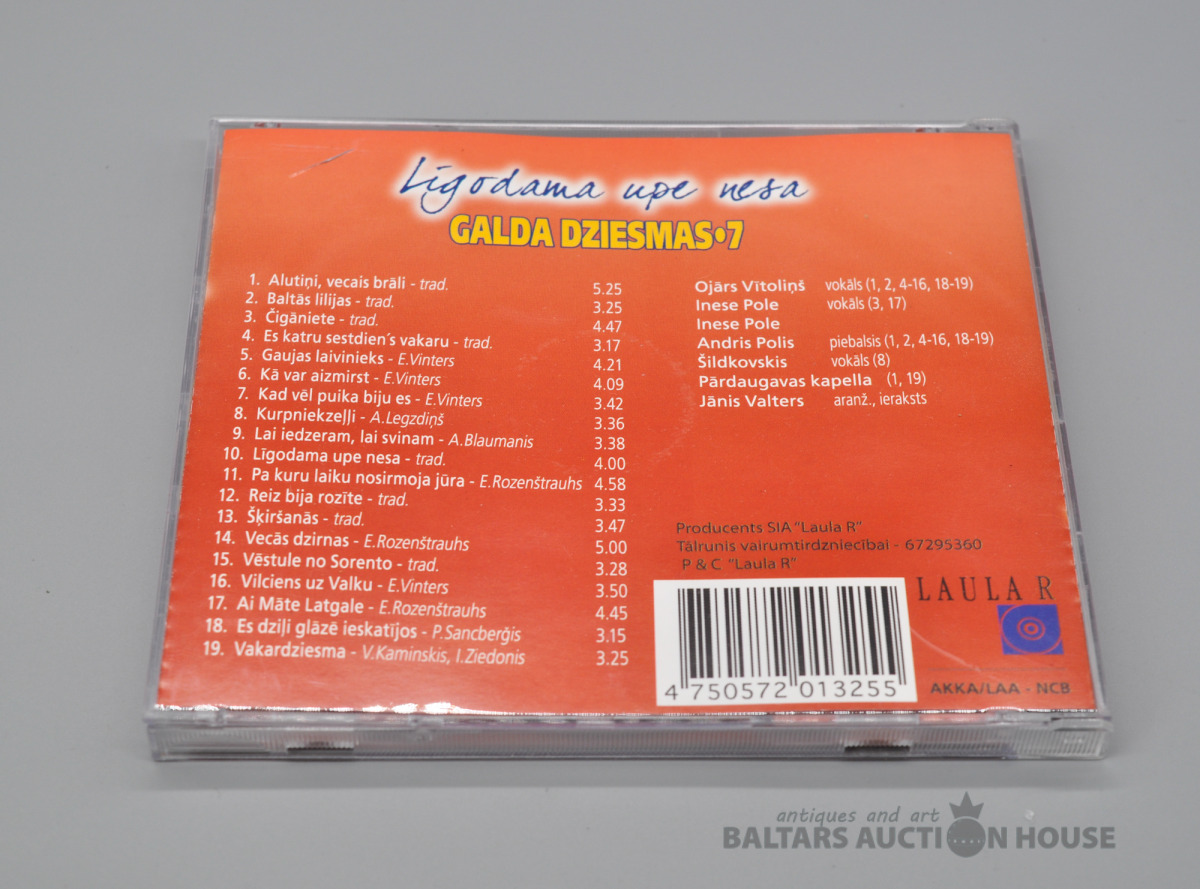 Līgodama upe nesa
GALDA DZIESMAS•7
1. Alutiņi, vecais brāli - trad. 5.25
2. Baltās lilijas - trad. 3.25
3. Čigāniete - trad. 4.47
4. Es katru sestdien's vakaru - trad. 3.17
5. Gaujas laivinieks - E.Vinters 4.21
6. Kā var aizmirst - E.Vinters 4.09
7. Kad vēl puika biju es - E.Vinters 3.42
8. Kurpniekzeļļi - A.Legzdiņš 3.36
9. Lai iedzeram, lai svinam - A.Blaumanis 3.38
10. Līgodama upe nesa - trad. 4.00
11. Pa kuru laiku nosirmoja jūra - E.Rozenštrauhs 4.58
12. Reiz bija rozīte - trad. 3.33
13. Šķiršanās - trad. 3.47
14. Vecās dzirnas - E.Rozenštrauhs 5.00
15. Vēstule no Sorento - trad. 3.28
16. Vilciens uz Valku - E.Vinters 3.50
17. Ai Māte Latgale - E.Rozenštrauhs 4.45
18. Es dziļi glāzē ieskatījos - P.Sancberģis 3.15
19. Vakardziesma - V.Kaminskis, I.Ziedonis 3.25
Ojārs Vītoliņš vokāls (1, 2, 4-16, 18-19)
Inese Pole vokāls (3, 17)
Inese Pole
Andris Polis piebalsis (1, 2, 4-16, 18-19)
Šildkovskis vokāls (8)
Pārdaugavas kapella (1, 19)
Jānis Valters aranž., ieraksts
Producents SIA "Laula R"
Tālrunis vairumtirdzniecībai - 67295360
P & C "Laula R"
LAULA R
4 750572 013255
AKKA/LAA - NCB
antiques and art
BALTARS AUCTION HOUSE